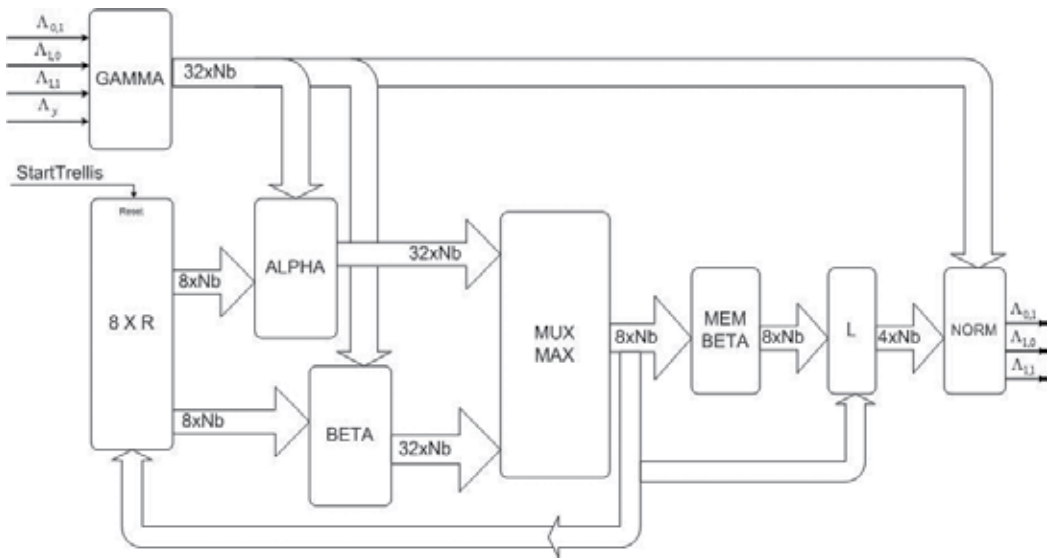 Λ0,1
Λ1,0
Λ1,1
Λy
GAMMA
32xNb
StartTrellis
Reset
8 X R
8xNb
ALPHA
32xNb
8xNb
BETA
32xNb
MUX
MAX
8xNb
MEM
BETA
8xNb
L
4xNb
NORM
Λ0,1
Λ1,0
Λ1,1